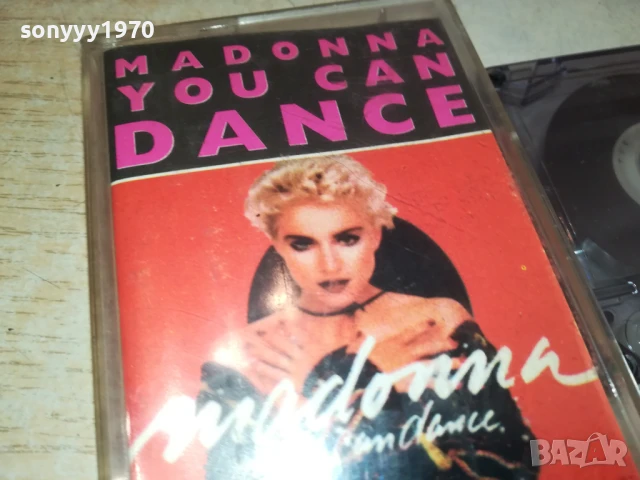 sonyyy1970
MADONNA
YOU CAN
DANCE
madonna
can dance.
BAZAR